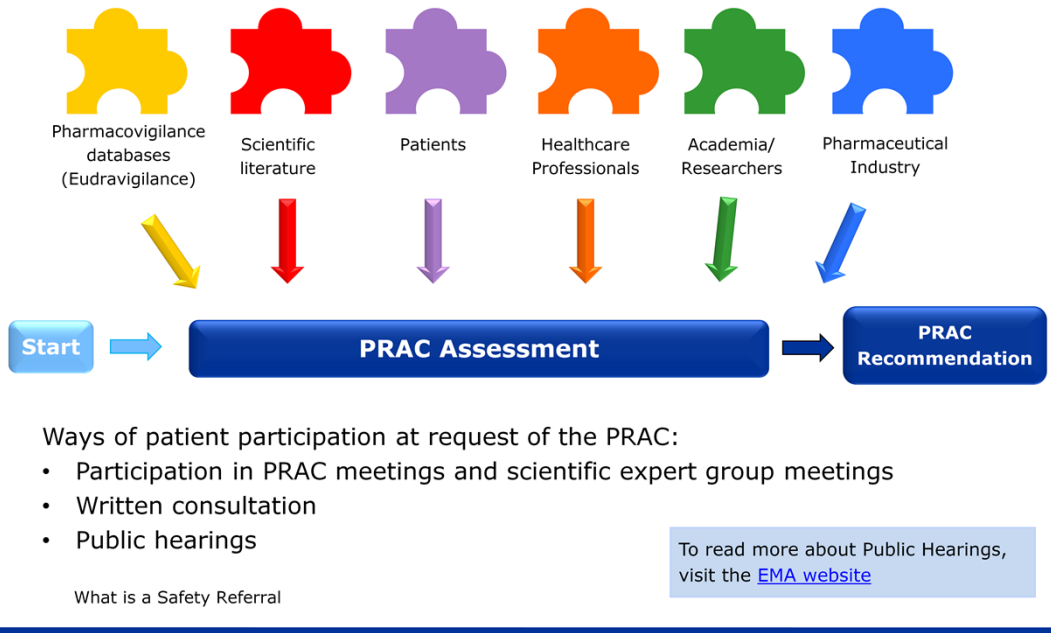 Pharmacovigilance
databases
(Eudravigilance)
Scientific
literature
Patients
Healthcare
Professionals
Academia/
Researchers
Pharmaceutical
Industry
Start
PRAC Assessment
PRAC
Recommendation
Ways of patient participation at request of the PRAC:
• Participation in PRAC meetings and scientific expert group meetings
• Written consultation
• Public hearings
To read more about Public Hearings,
visit the EMA website
What is a Safety Referral